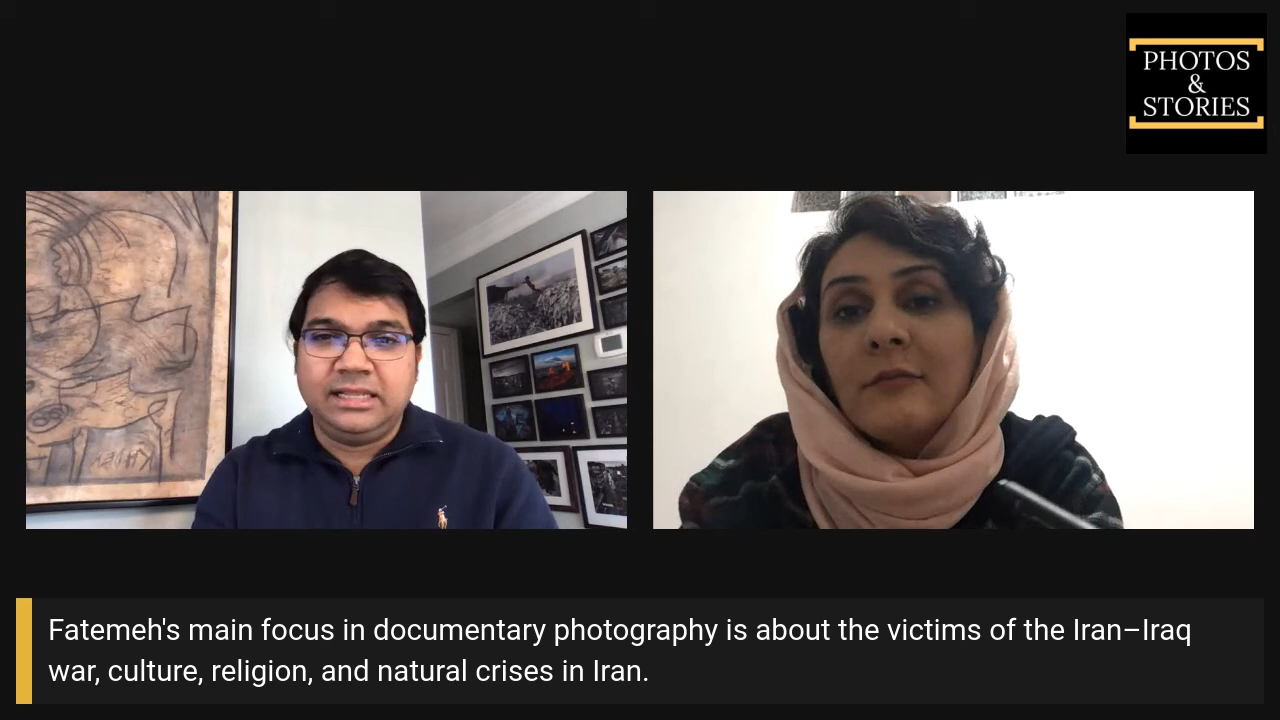 PHOTOS
&
STORIES
Fatemeh's main focus in documentary photography is about the victims of the Iran–Iraq
war, culture, religion, and natural crises in Iran.